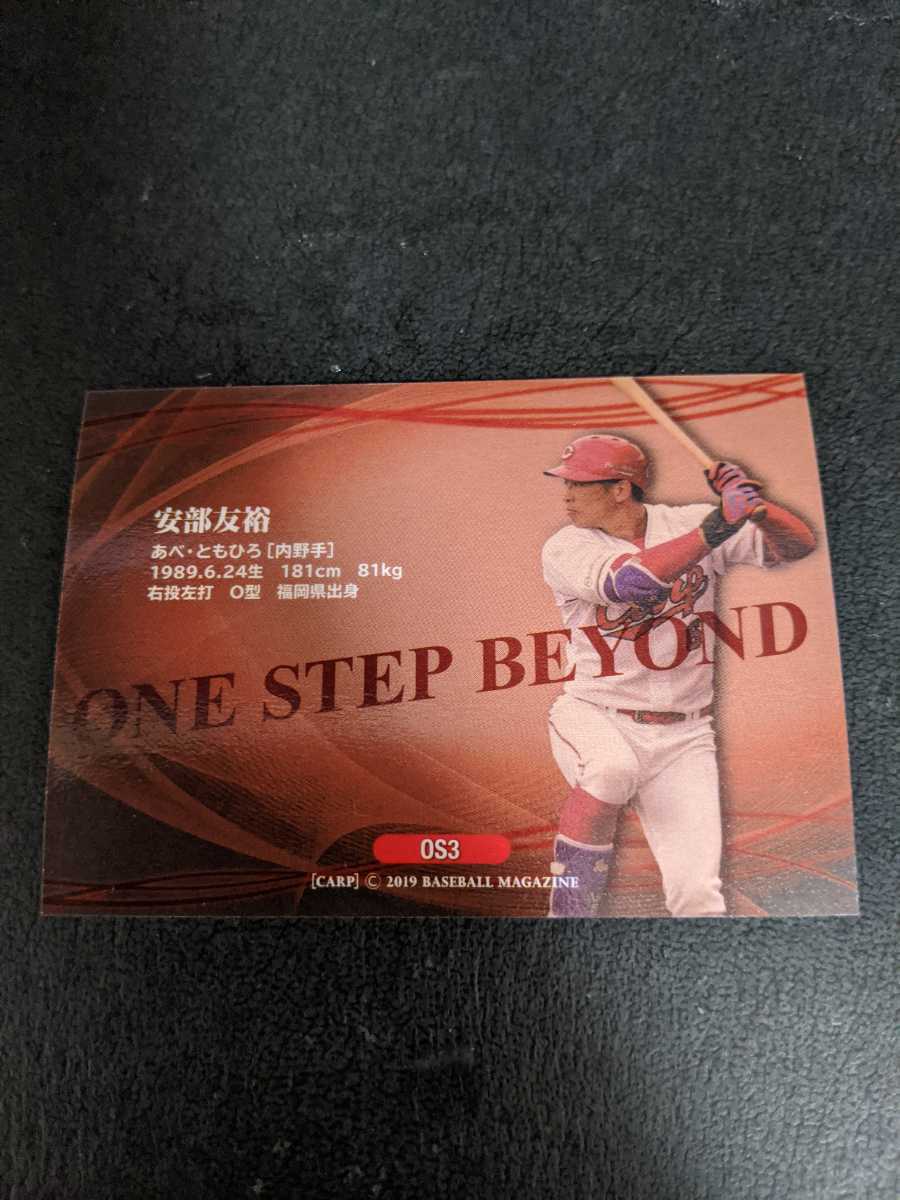 安部友裕
あべ・ともひろ［内野手］
1989.6.24生　181cm　81kg
右投左打　O型　福岡県出身
ONE STEP BEYOND
OS3
[CARP] © 2019 BASEBALL MAGAZINE
C
Carp